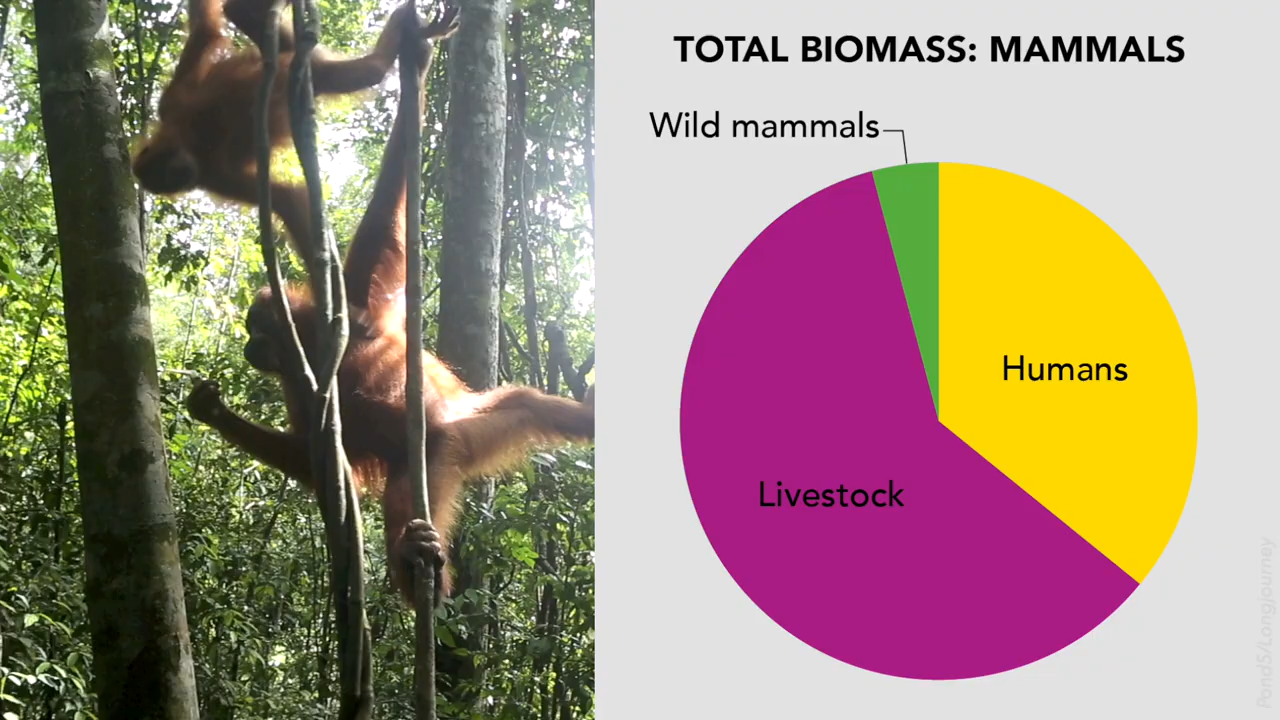 TOTAL BIOMASS: MAMMALS
Wild mammals
Humans
Livestock
Pond5/Longjourney